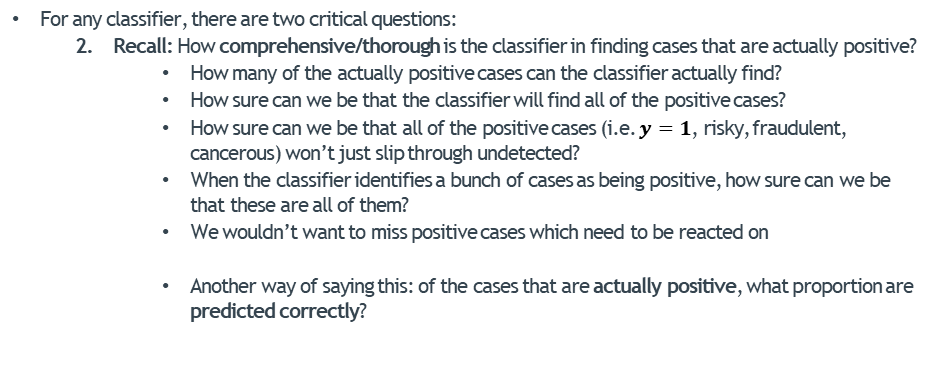 • For any classifier, there are two critical questions:
2. Recall: How comprehensive/thorough is the classifier in finding cases that are actually positive?
• How many of the actually positive cases can the classifier actually find?
• How sure can we be that the classifier will find all of the positive cases?
• How sure can we be that all of the positive cases (i.e. y = 1, risky, fraudulent,
cancerous) won't just slip through undetected?
• When the classifier identifies a bunch of cases as being positive, how sure can we be
that these are all of them?
• We wouldn't want to miss positive cases which need to be reacted on
• Another way of saying this: of the cases that are actually positive, what proportion are
predicted correctly?